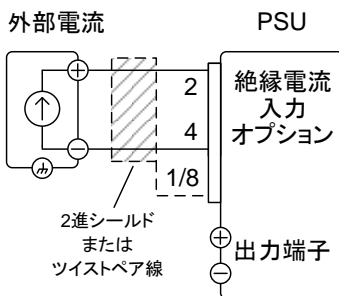 外部電流
PSU
2
4
1/8
絶縁電流
入力
オプション
2進シールド
または
ツイストペア線
出力端子